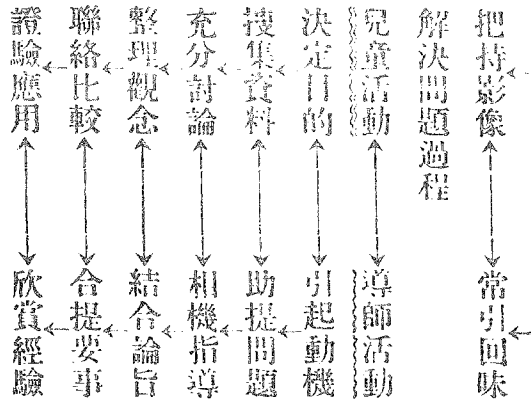 把持影像
常引回味
解決問題過程
兒童活動
導師活動
決定目的
引起動機
搜集資料
助提問題
充分討論
相機指導
整理觀念
結合論旨
聯絡比較
合提要事
證驗應用
欣賞經驗